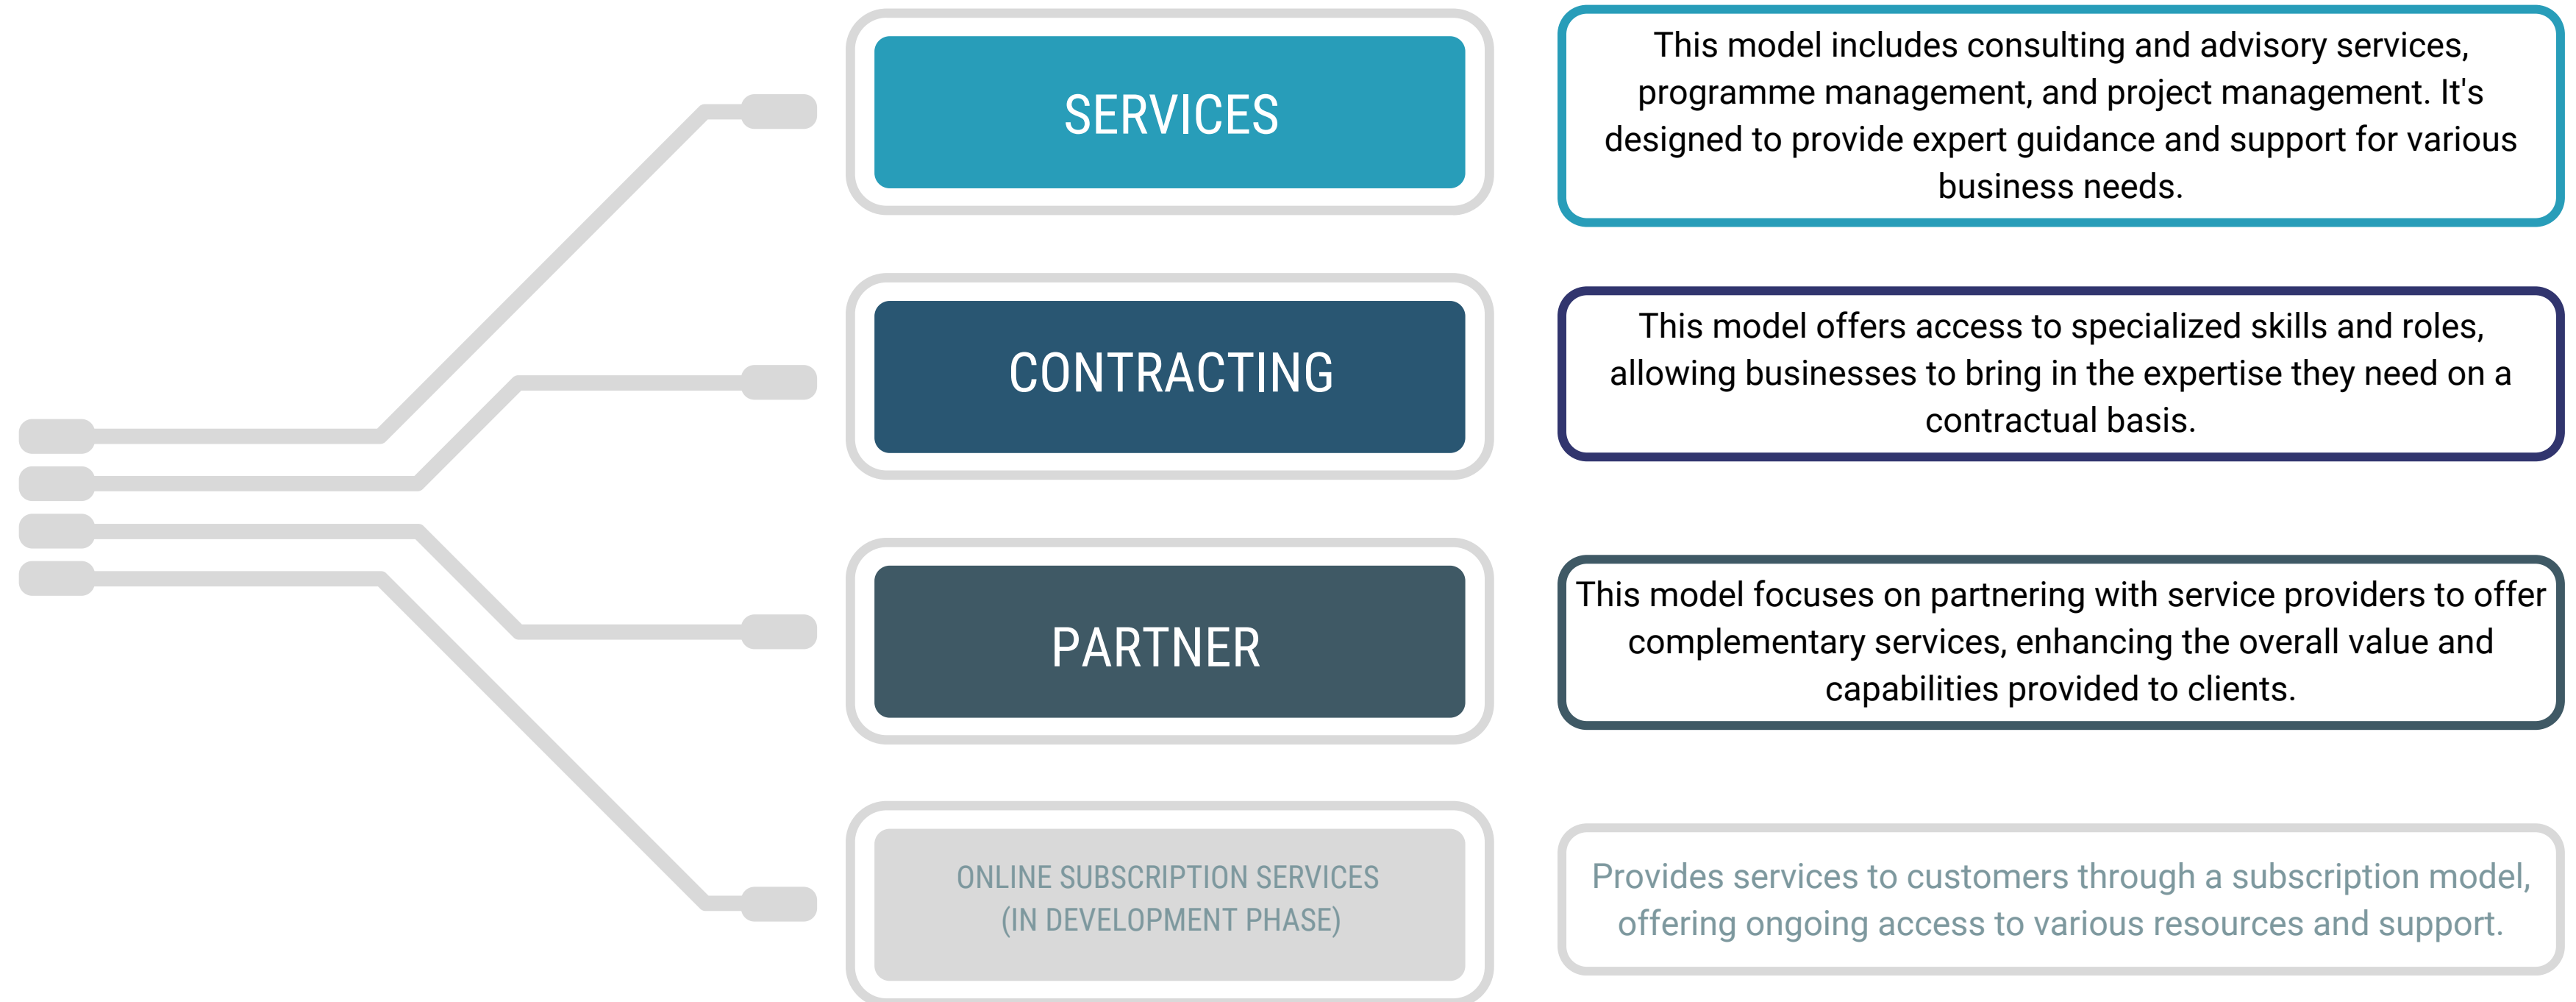 SERVICES
This model includes consulting and advisory services,
programme management, and project management. It's
designed to provide expert guidance and support for various
business needs.
CONTRACTING
This model offers access to specialized skills and roles,
allowing businesses to bring in the expertise they need on a
contractual basis.
PARTNER
This model focuses on partnering with service providers to offer
complementary services, enhancing the overall value and
capabilities provided to clients.
ONLINE SUBSCRIPTION SERVICES
(IN DEVELOPMENT PHASE)
Provides services to customers through a subscription model,
offering ongoing access to various resources and support.